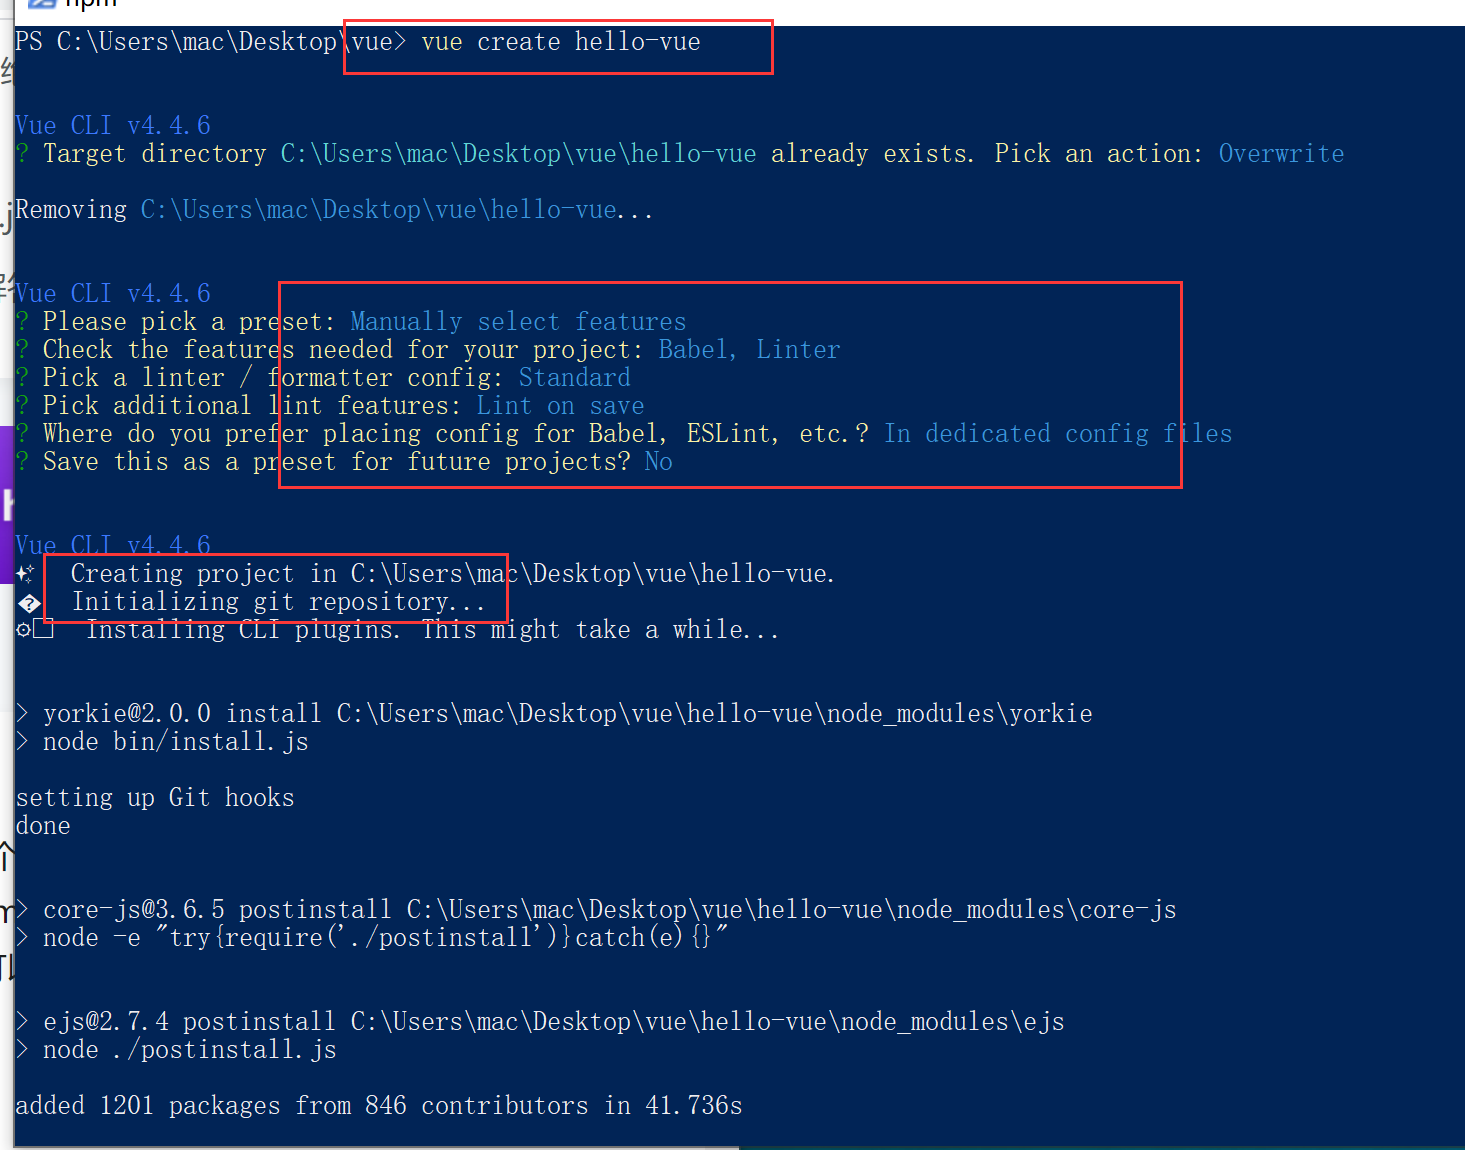 npm
PS C:\Users\mac\Desktop\vue> vue create hello-vue
Vue CLI v4.4.6
? Target directory C:\Users\mac\Desktop\vue\hello-vue already exists. Pick an action: Overwrite
Removing C:\Users\mac\Desktop\vue\hello-vue...
Vue CLI v4.4.6
? Please pick a preset: Manually select features
? Check the features needed for your project: Babel, Linter
? Pick a linter / formatter config: Standard
? Pick additional lint features: Lint on save
? Where do you prefer placing config for Babel, ESLint, etc.? In dedicated config files
? Save this as a preset for future projects? No
Vue CLI v4.4.6
✨ Creating project in C:\Users\mac\Desktop\vue\hello-vue.
� Initializing git repository...
⚙□ Installing CLI plugins. This might take a while...
> yorkie@2.0.0 install C:\Users\mac\Desktop\vue\hello-vue\node_modules\yorkie
> node bin/install.js
setting up Git hooks
done
> core-js@3.6.5 postinstall C:\Users\mac\Desktop\vue\hello-vue\node_modules\core-js
> node -e "try{require('./postinstall')}catch(e){}"
> ejs@2.7.4 postinstall C:\Users\mac\Desktop\vue\hello-vue\node_modules\ejs
> node ./postinstall.js
added 1201 packages from 846 contributors in 41.736s